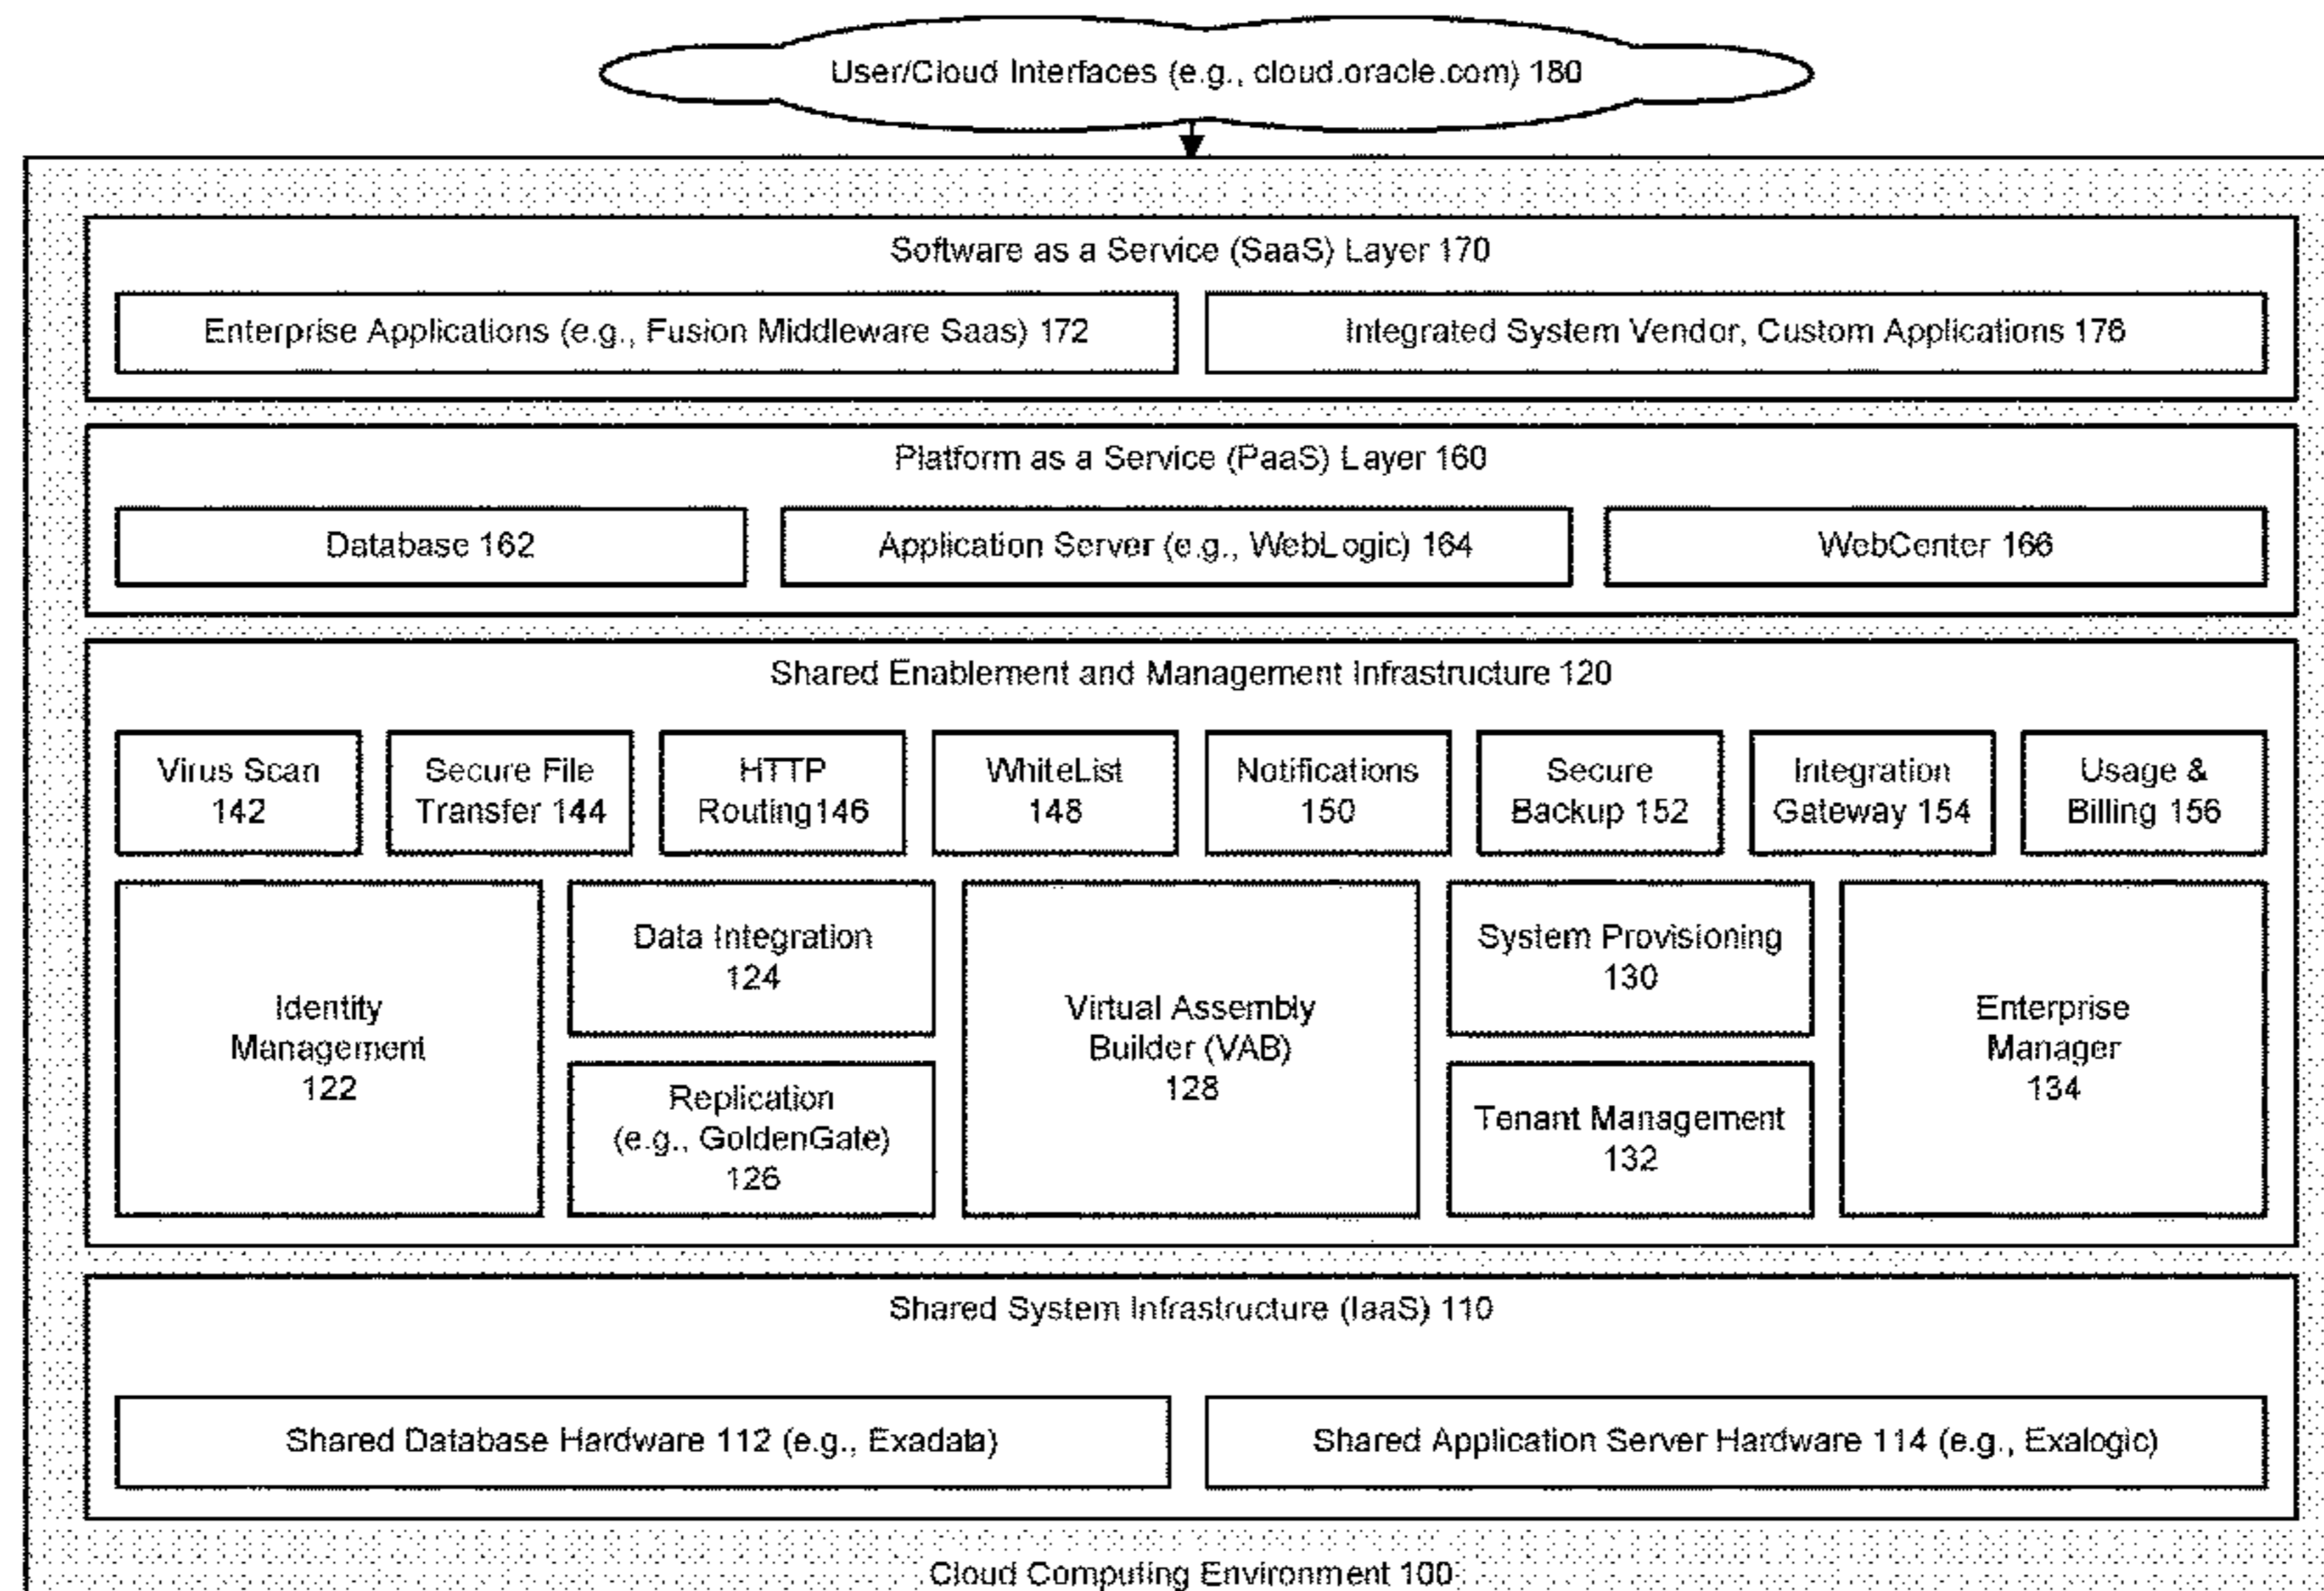 User/Cloud Interfaces (e.g., cloud.oracle.com) 180
Software as a Service (SaaS) Layer 170
Enterprise Applications (e.g., Fusion Middleware Saas) 172
Integrated System Vendor, Custom Applications 176
Platform as a Service (PaaS) Layer 160
Database 162
Application Server (e.g., WebLogic) 164
WebCenter 166
Shared Enablement and Management Infrastructure 120
Virus Scan
142
Secure File
Transfer 144
HTTP
Routing146
WhiteList
148
Notifications
150
Secure
Backup 152
Integration
Gateway 154
Usage &
Billing 156
Identity
Management
122
Data Integration
124
Replication
(e.g., GoldenGate)
126
Virtual Assembly
Builder (VAB)
128
System Provisioning
130
Tenant Management
132
Enterprise
Manager
134
Shared System Infrastructure (IaaS) 110
Shared Database Hardware 112 (e.g., Exadata)
Shared Application Server Hardware 114 (e.g., Exalogic)
Cloud Computing Environment 100